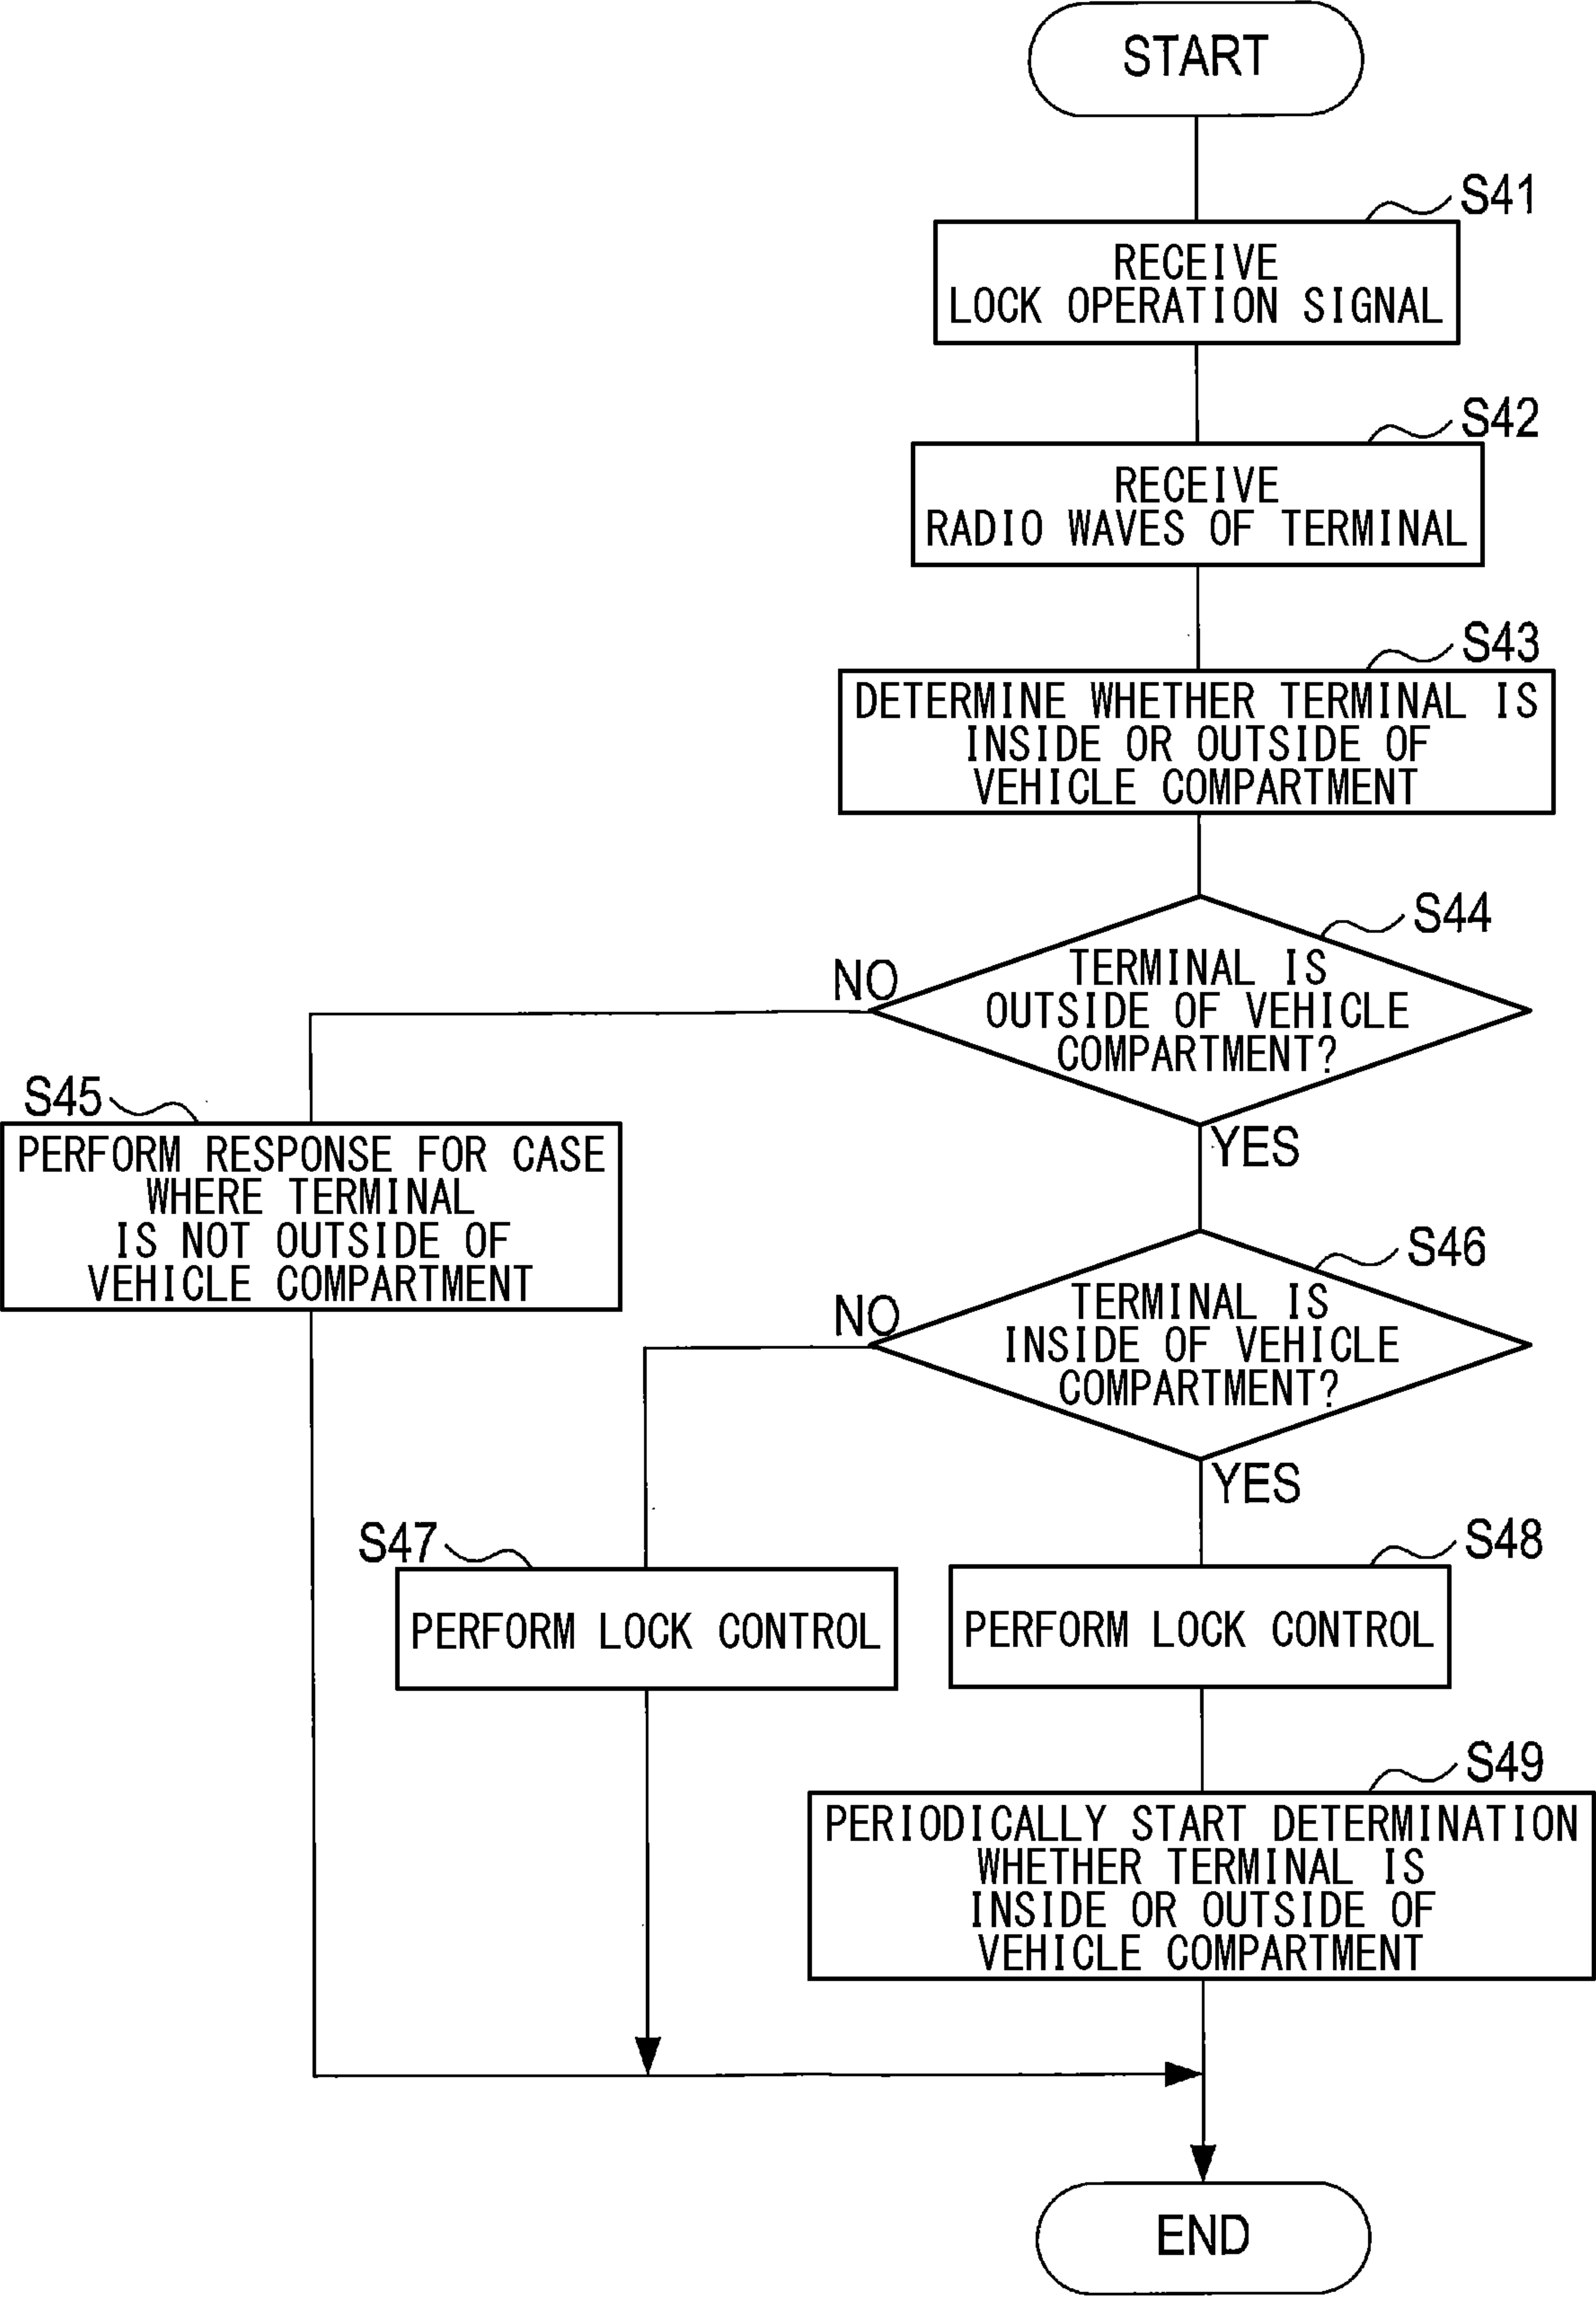 START
S41
RECEIVE
LOCK OPERATION SIGNAL
S42
RECEIVE
RADIO WAVES OF TERMINAL
S43
DETERMINE WHETHER TERMINAL IS
INSIDE OR OUTSIDE OF
VEHICLE COMPARTMENT
S44
TERMINAL IS
OUTSIDE OF VEHICLE
COMPARTMENT?
NO
YES
S45
PERFORM RESPONSE FOR CASE
WHERE TERMINAL
IS NOT OUTSIDE OF
VEHICLE COMPARTMENT
S46
TERMINAL IS
INSIDE OF VEHICLE
COMPARTMENT?
NO
YES
S47
PERFORM LOCK CONTROL
S48
PERFORM LOCK CONTROL
S49
PERIODICALLY START DETERMINATION
WHETHER TERMINAL IS
INSIDE OR OUTSIDE OF
VEHICLE COMPARTMENT
END